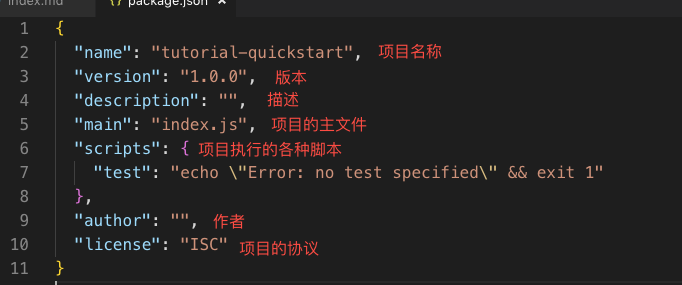 index.md {} package.json ×
1 {
2 "name": "tutorial-quickstart", 项目名称
3 "version": "1.0.0", 版本
4 "description": "", 描述
5 "main": "index.js", 项目的主文件
6 "scripts": { 项目执行的各种脚本
7 "test": "echo \"Error: no test specified\" && exit 1"
8 },
9 "author": "", 作者
10 "license": "ISC" 项目的协议
11 }